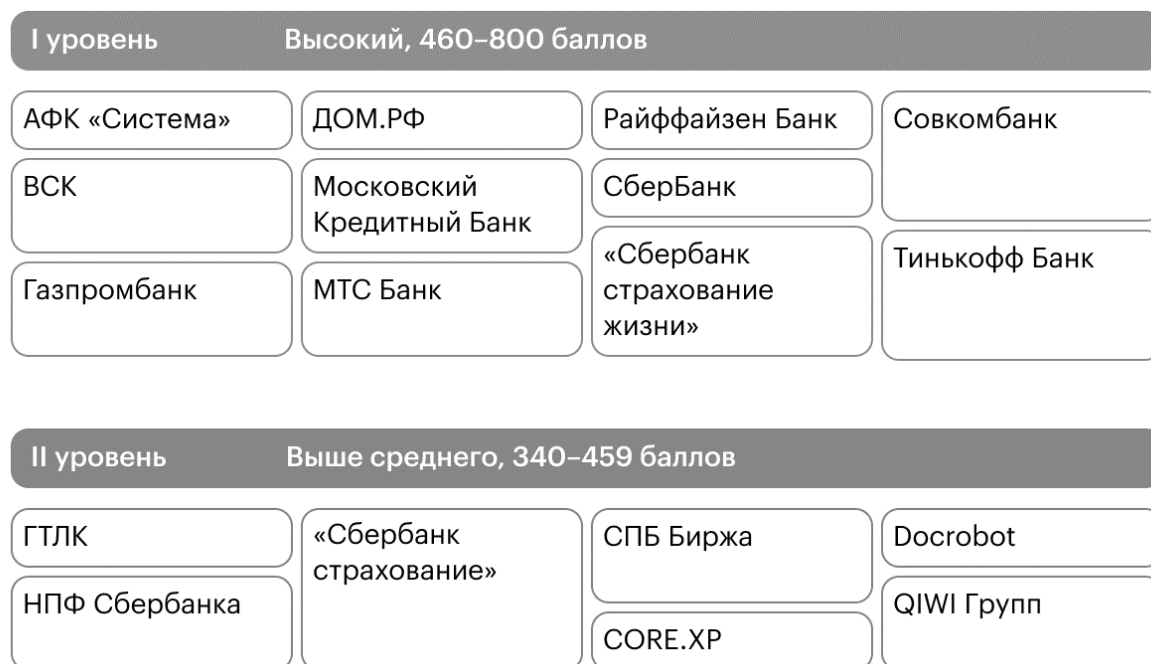 I уровень Высокий, 460–800 баллов
АФК «Система»
ВСК
Газпромбанк
ДОМ.РФ
Московский
Кредитный Банк
МТС Банк
Райффайзен Банк
СберБанк
«Сбербанк
страхование
жизни»
Совкомбанк
Тинькофф Банк
II уровень Выше среднего, 340–459 баллов
ГТЛК
НПФ Сбербанка
«Сбербанк
страхование»
СПБ Биржа
CORE.XP
Docrobot
QIWI Групп